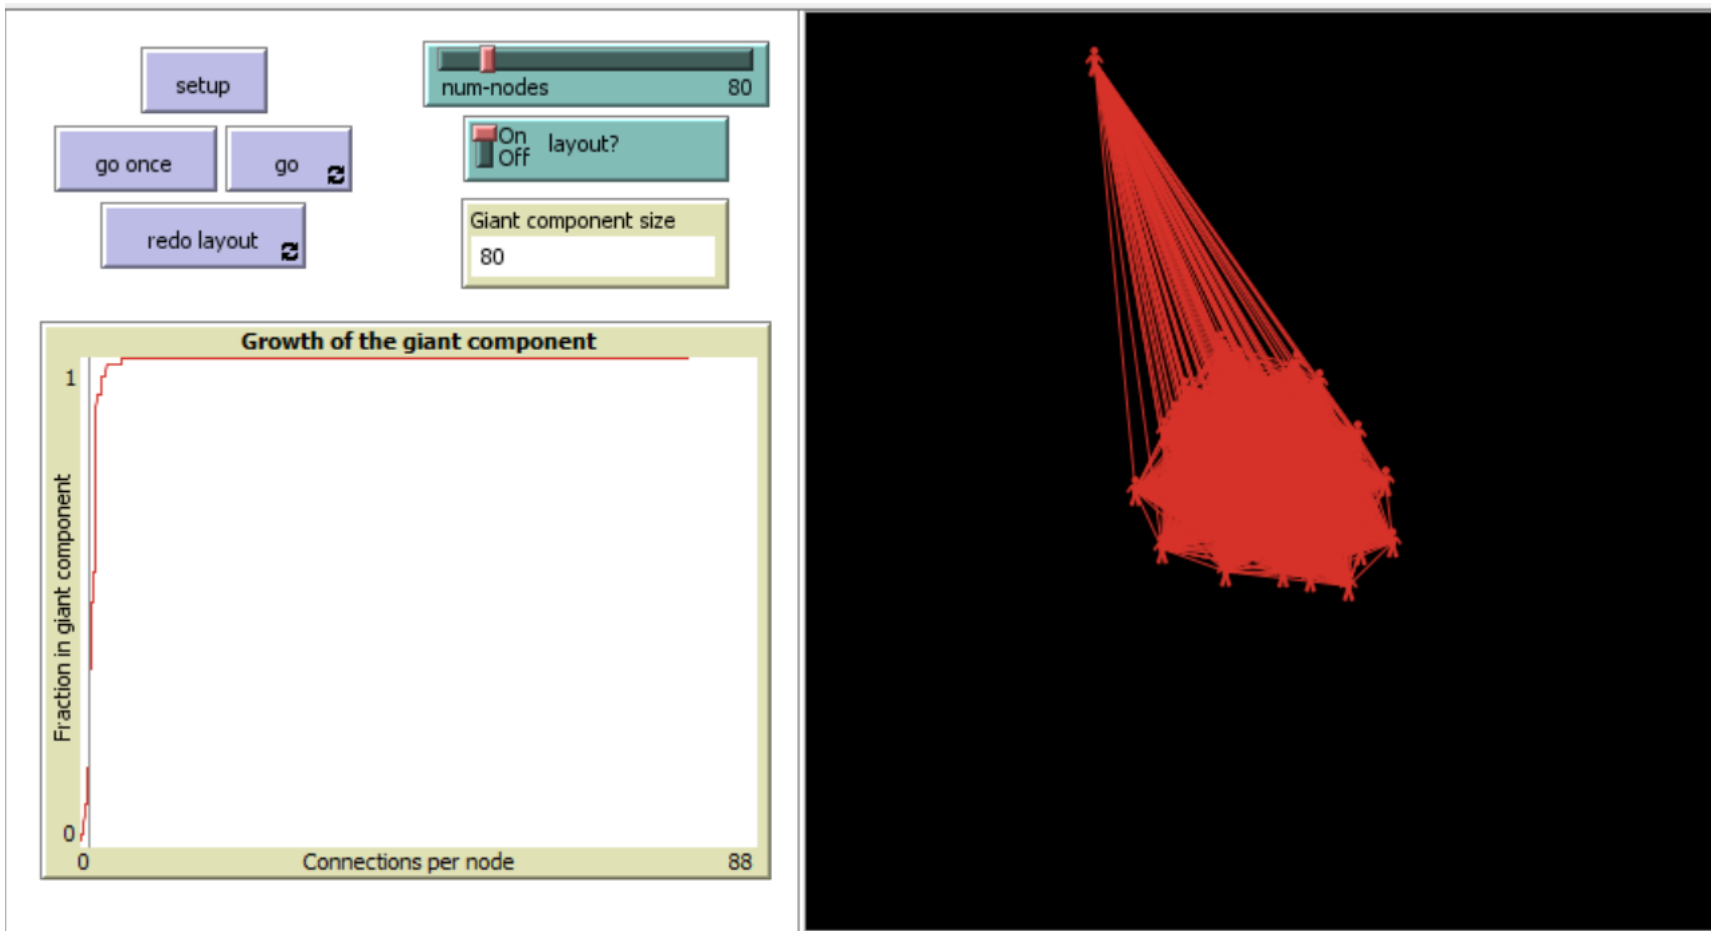 setup
go once
go
redo layout
num-nodes 80
On
Off
layout?
Giant component size
80
Growth of the giant component
Fraction in giant component
1
0
0
Connections per node
88